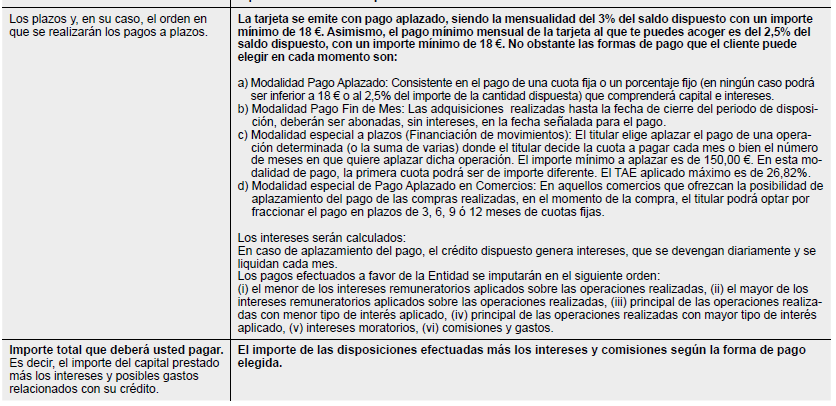 Los plazos y, en su caso, el orden en
que se realizarán los pagos a plazos.
La tarjeta se emite con pago aplazado, siendo la mensualidad del 3% del saldo dispuesto con un importe
mínimo de 18 €. Asimismo, el pago mínimo mensual de la tarjeta al que te puedes acoger es del 2,5% del
saldo dispuesto, con un importe mínimo de 18 €. No obstante las formas de pago que el cliente puede
elegir en cada momento son:
a) Modalidad Pago Aplazado: Consistente en el pago de una cuota fija o un porcentaje fijo (en ningún caso podrá
ser inferior a 18 € o al 2,5% del importe de la cantidad dispuesta) que comprenderá capital e intereses.
b) Modalidad Pago Fin de Mes: Las adquisiciones realizadas hasta la fecha de cierre del periodo de disposi-
ción, deberán ser abonadas, sin intereses, en la fecha señalada para el pago.
c) Modalidad especial a plazos (Financiación de movimientos): El titular elige aplazar el pago de una opera-
ción determinada (o la suma de varias) donde el titular decide la cuota a pagar cada mes o bien el número
de meses en que quiere aplazar dicha operación. El importe mínimo a aplazar es de 150,00 €. En esta mo-
dalidad de pago, la primera cuota podrá ser de importe diferente. El TAE aplicado máximo es de 26,82%.
d) Modalidad especial de Pago Aplazado en Comercios: En aquellos comercios que ofrezcan la posibilidad de
aplazamiento del pago de las compras realizadas, en el momento de la compra, el titular podrá optar por
fraccionar el pago en plazos de 3, 6, 9 ó 12 meses de cuotas fijas.
Los intereses serán calculados:
En caso de aplazamiento del pago, el crédito dispuesto genera intereses, que se devengan diariamente y se
liquidan cada mes.
Los pagos efectuados a favor de la Entidad se imputarán en el siguiente orden:
(i) el menor de los intereses remuneratorios aplicados sobre las operaciones realizadas, (ii) el mayor de los
intereses remuneratorios aplicados sobre las operaciones realizadas, (iii) principal de las operaciones realiza-
das con menor tipo de interés aplicado, (iv) principal de las operaciones realizadas con mayor tipo de interés
aplicado, (v) intereses moratorios, (vi) comisiones y gastos.
Importe total que deberá usted pagar.
Es decir, el importe del capital prestado
más los intereses y posibles gastos
relacionados con su crédito.
El importe de las disposiciones efectuadas más los intereses y comisiones según la forma de pago
elegida.